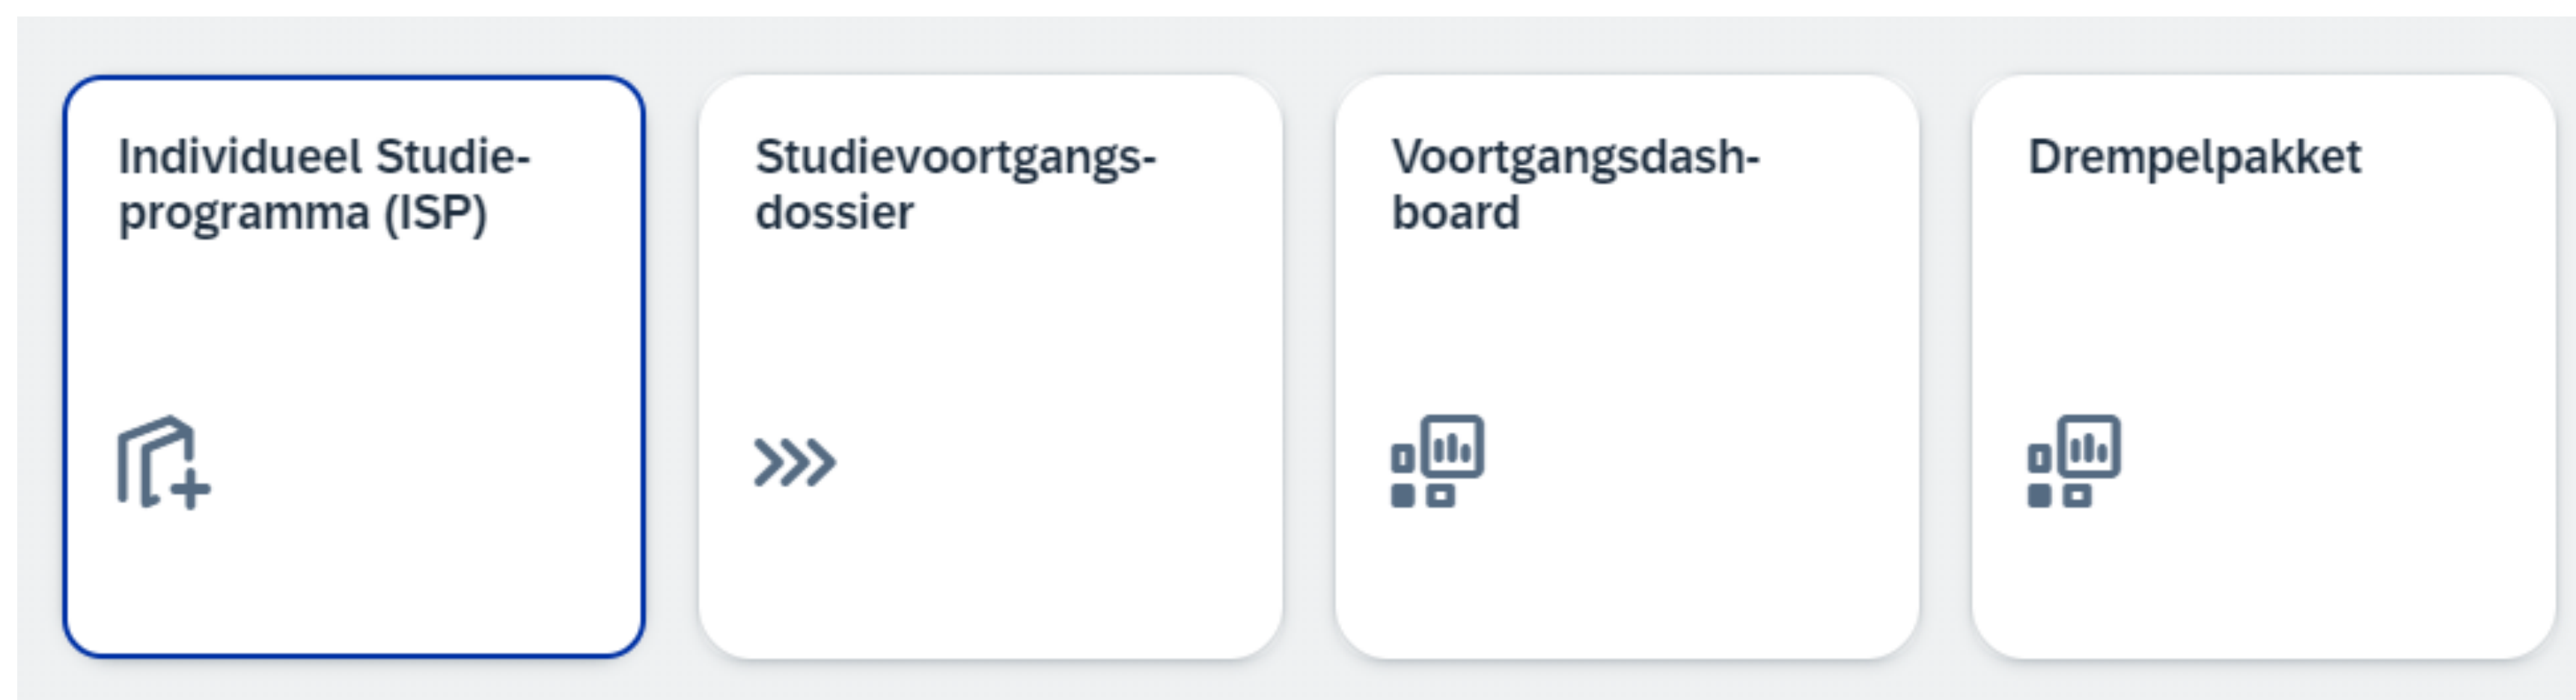 Individueel Studie-
programma (ISP)
Studievoortgangs-
dossier
Voortgangsdash-
board
Drempelpakket